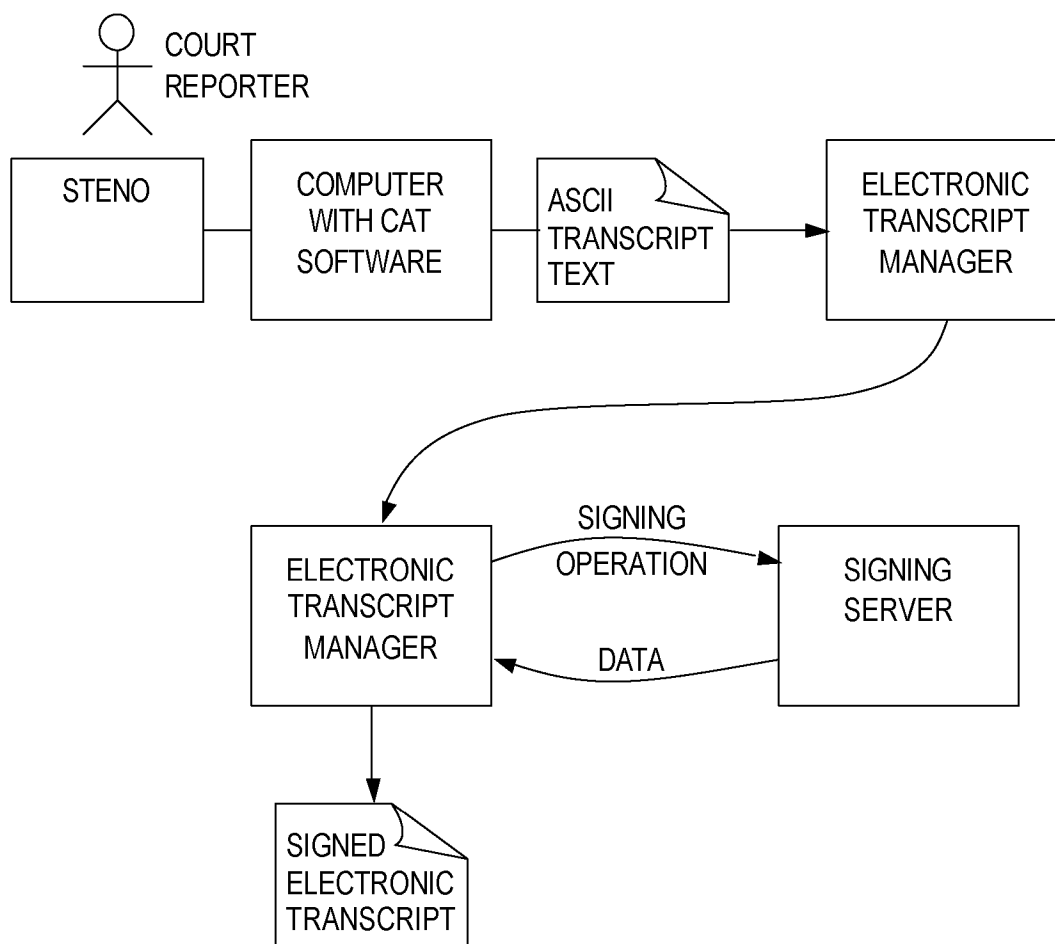 COURT
REPORTER
STENO
COMPUTER
WITH CAT
SOFTWARE
ASCII
TRANSCRIPT
TEXT
ELECTRONIC
TRANSCRIPT
MANAGER
ELECTRONIC
TRANSCRIPT
MANAGER
SIGNING
OPERATION
DATA
SIGNING
SERVER
SIGNED
ELECTRONIC
TRANSCRIPT